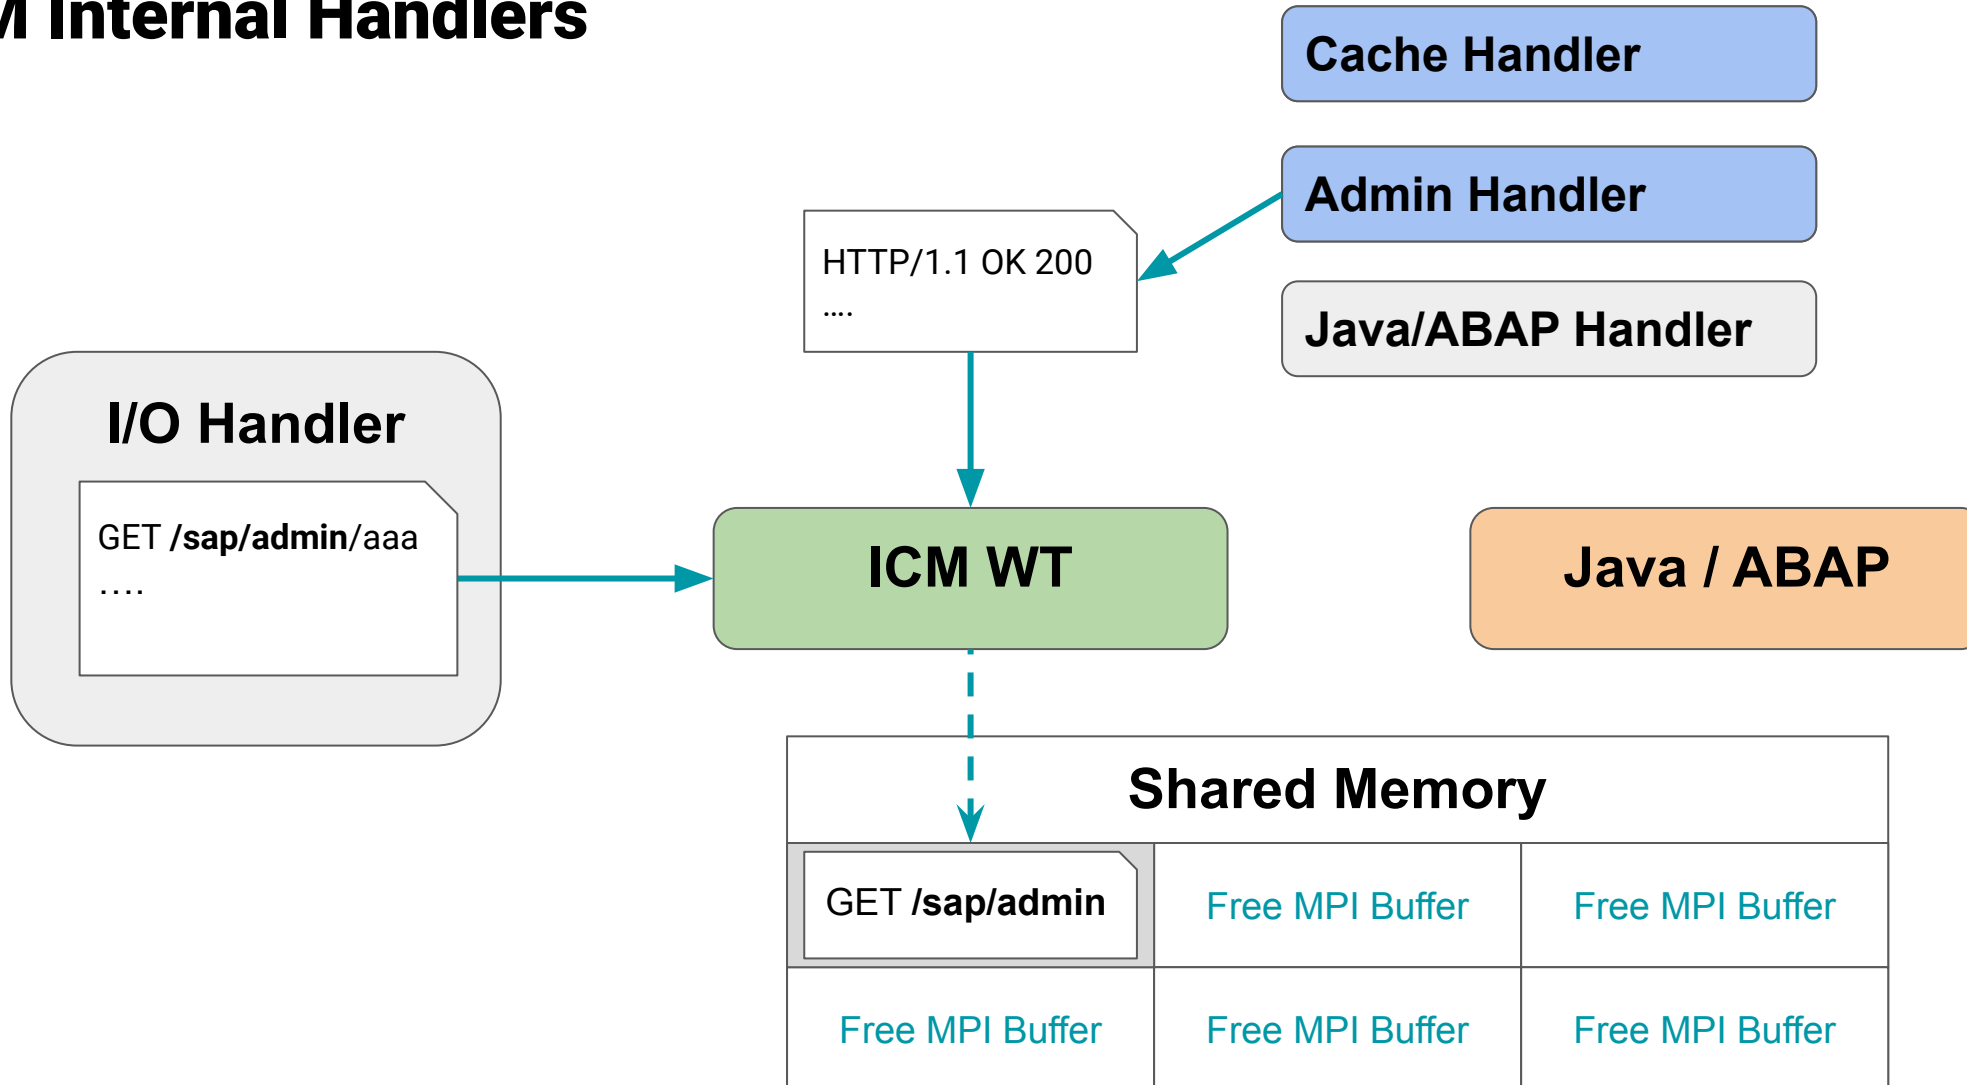 Internal Handlers
Cache Handler
Admin Handler
HTTP/1.1 OK 200
....
Java/ABAP Handler
I/O Handler
GET /sap/admin/aaa
....
ICM WT
Java / ABAP
Shared Memory
GET /sap/admin
Free MPI Buffer
Free MPI Buffer
Free MPI Buffer
Free MPI Buffer
Free MPI Buffer